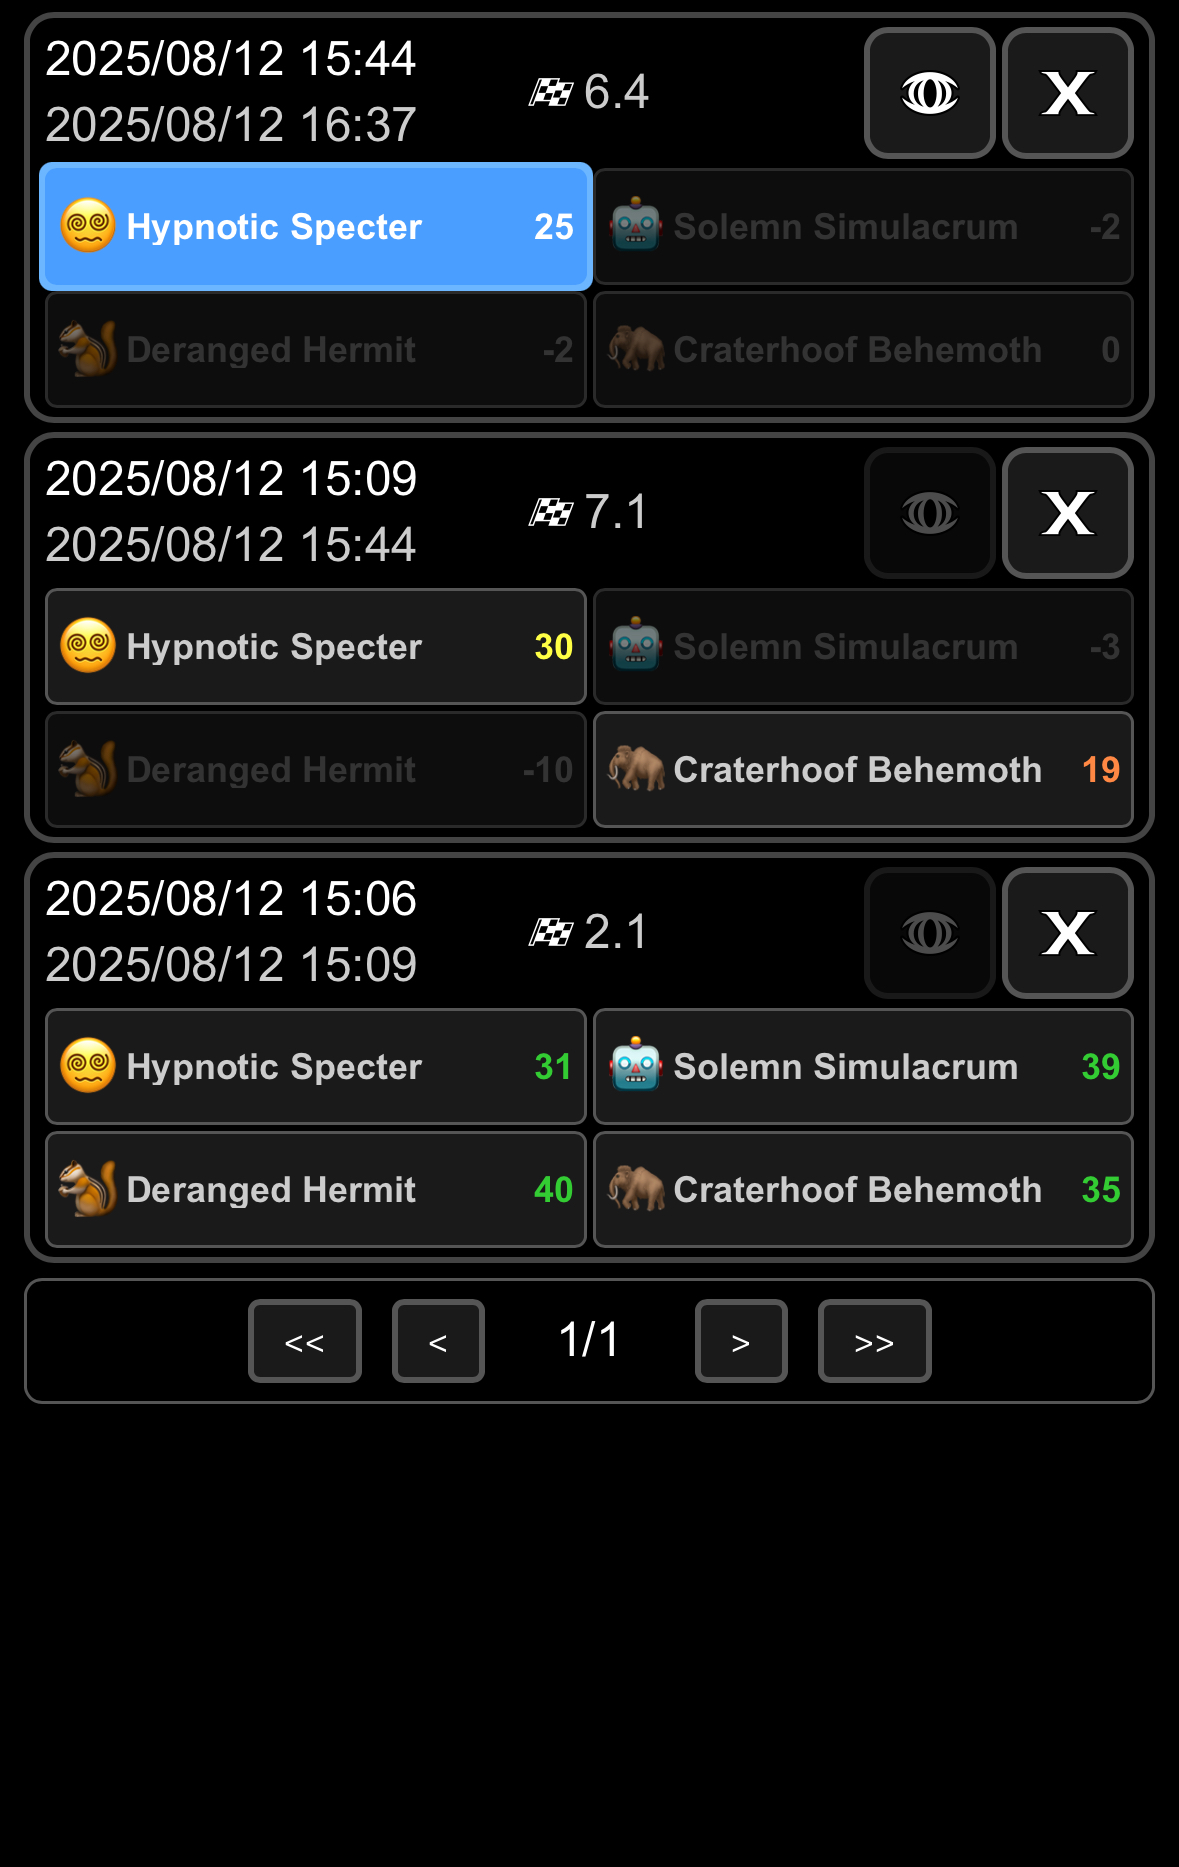 2025/08/12 15:44
2025/08/12 16:37
6.4
X
Hypnotic Specter 25
Solemn Simulacrum -2
Deranged Hermit -2
Craterhoof Behemoth 0
2025/08/12 15:09
2025/08/12 15:44
7.1
X
Hypnotic Specter 30
Solemn Simulacrum -3
Deranged Hermit -10
Craterhoof Behemoth 19
2025/08/12 15:06
2025/08/12 15:09
2.1
X
Hypnotic Specter 31
Solemn Simulacrum 39
Deranged Hermit 40
Craterhoof Behemoth 35
<< < 1/1 > >>